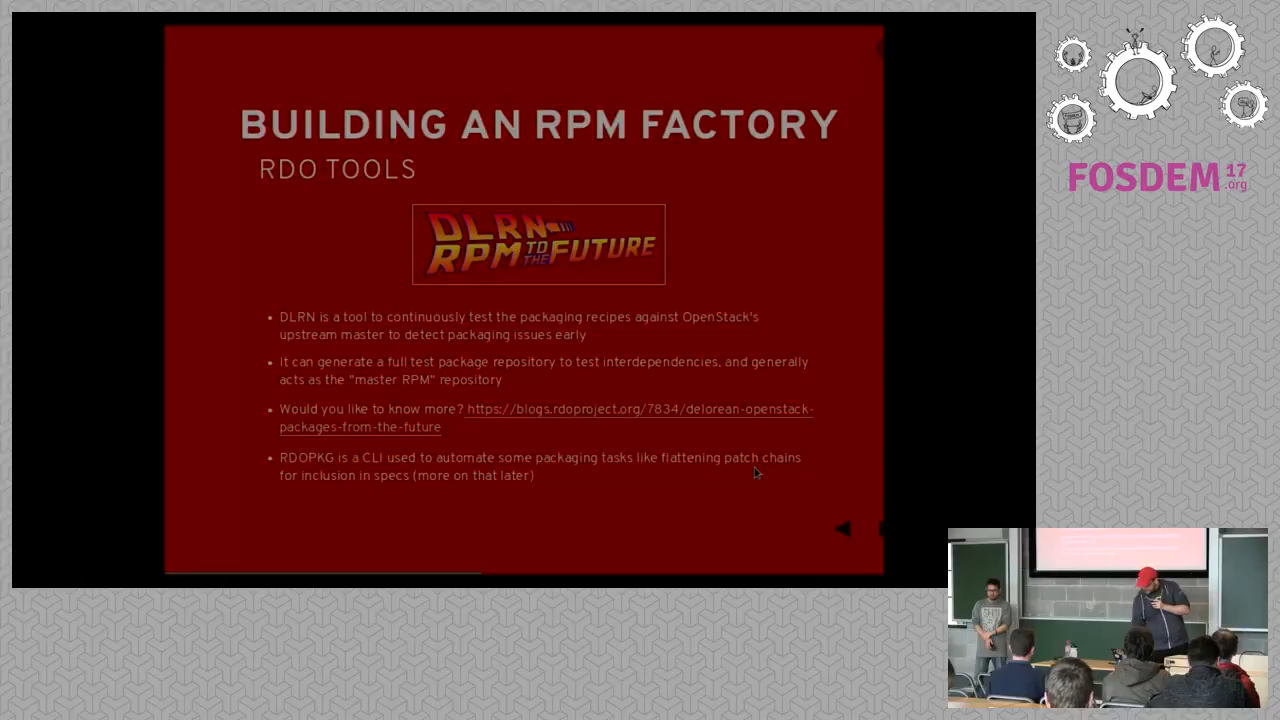 BUILDING AN RPM FACTORY
RDO TOOLS
DLRN
RPM TO THE FUTURE
DLRN is a tool to continuously test the packaging recipes against OpenStack's
upstream master to detect packaging issues early
It can generate a full test package repository to test interdependencies, and generally
acts as the "master RPM" repository
Would you like to know more? https://blogs.rdoproject.org/7834/delorean-openstack-
packages-from-the-future
RDOPKG is a CLI used to automate some packaging tasks like flattening patch chains
for inclusion in specs (more on that later)
FOSDEM 17
.org